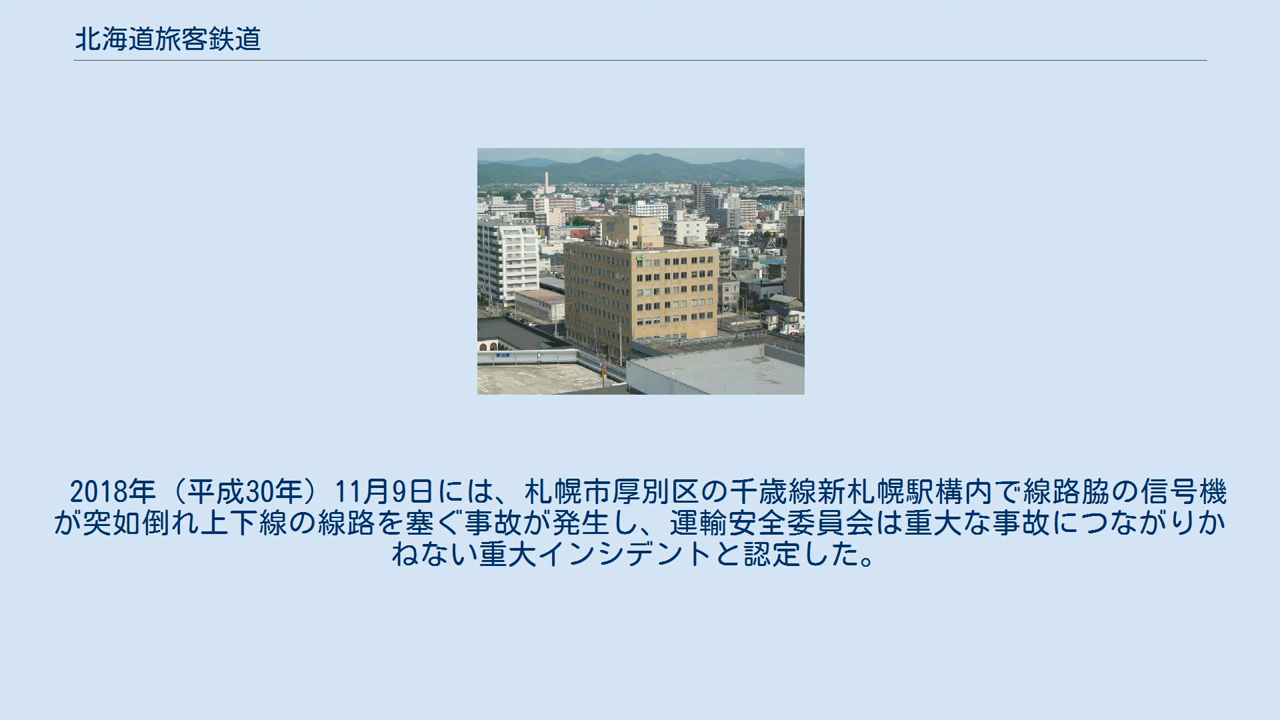 北海道旅客鉄道
2018年（平成30年）11月9日には、札幌市厚別区の千歳線新札幌駅構内で線路脇の信号機
が突如倒れ上下線の線路を塞ぐ事故が発生し、運輸安全委員会は重大な事故につながりか
ねない重大インシデントと認定した。